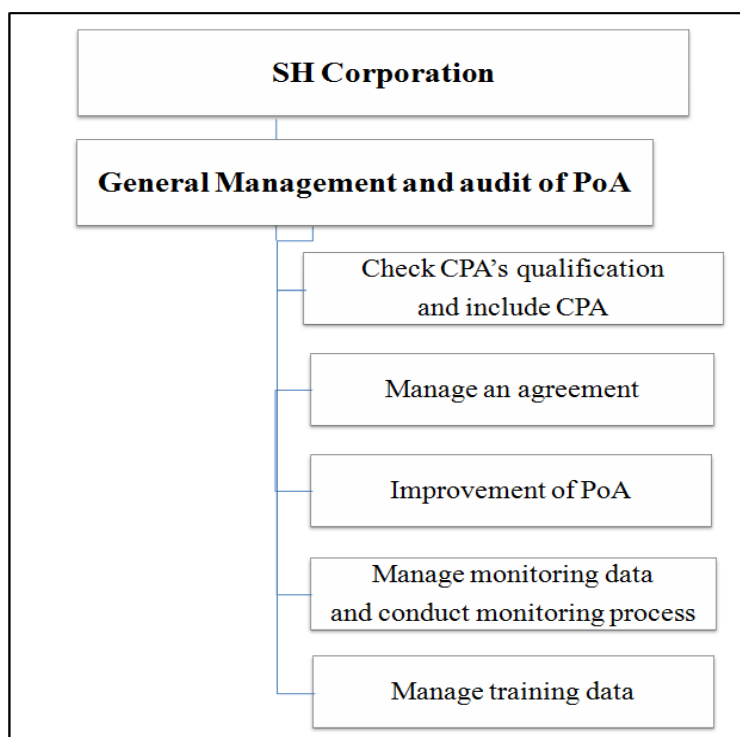 SH Corporation
General Management and audit of PoA
Check CPA’s qualification
and include CPA
Manage an agreement
Improvement of PoA
Manage monitoring data
and conduct monitoring process
Manage training data